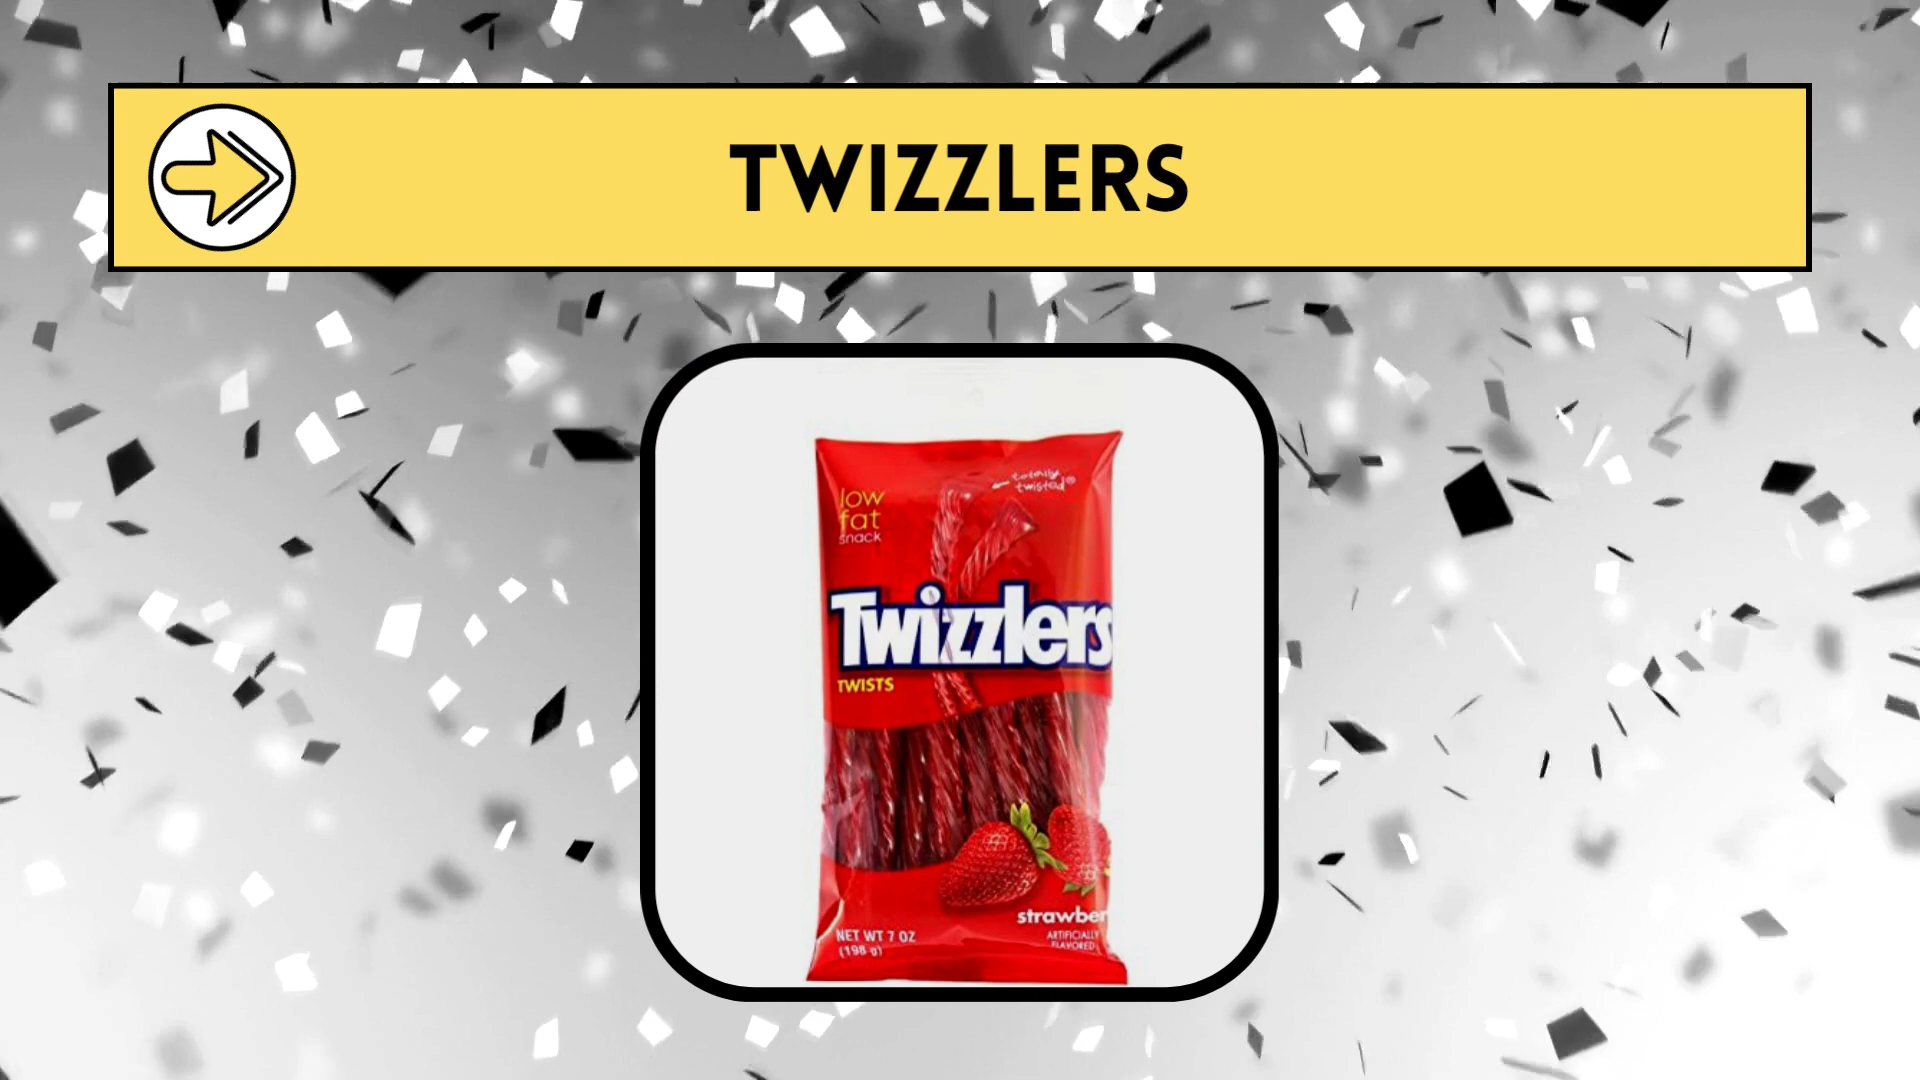 TWIZZLERS
totally
twisted®
low
fat
snack
Twizzlers
TWISTS
strawber
ARTIFICIALLY
FLAVORED
NET WT 7 OZ
(198 g)